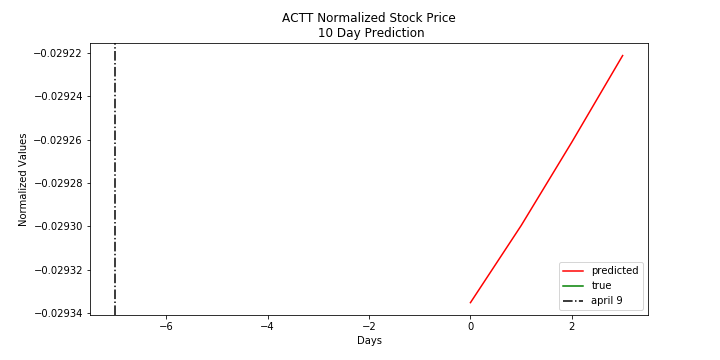 ACTT Normalized Stock Price
10 Day Prediction
Normalized Values
−0.02922
−0.02924
−0.02926
−0.02928
−0.02930
−0.02932
−0.02934
predicted
true
april 9
−6
−4
−2
0
2
Days